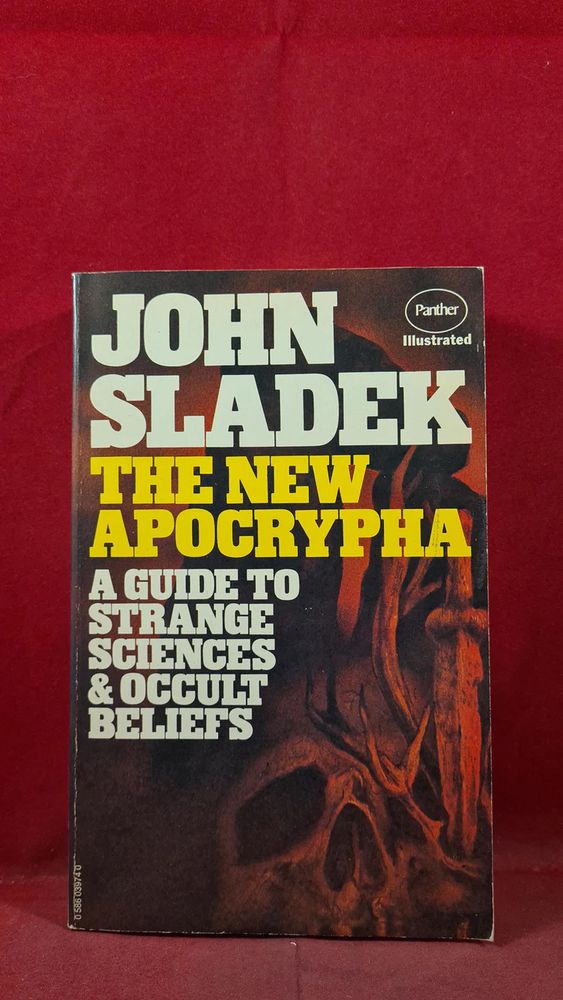 JOHN
SLADEK
THE NEW
APOCRYPHA
A GUIDE TO
STRANGE
SCIENCES
& OCCULT
BELIEFS
Panther
Illustrated
0 586 03974 0